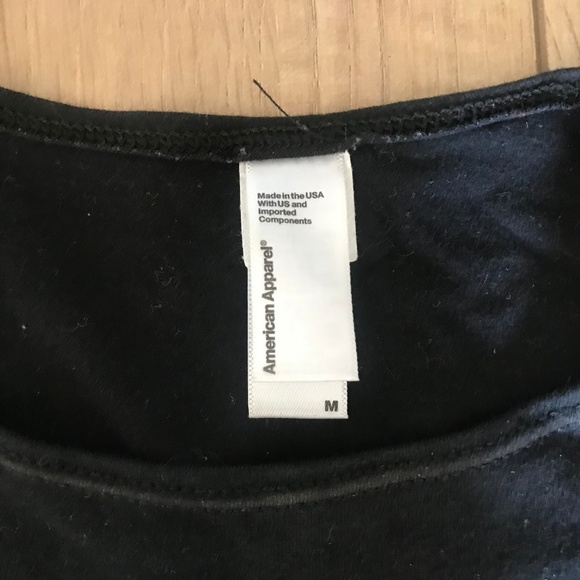 Made in the USA
With US and
Imported
Components
American Apparel®
M